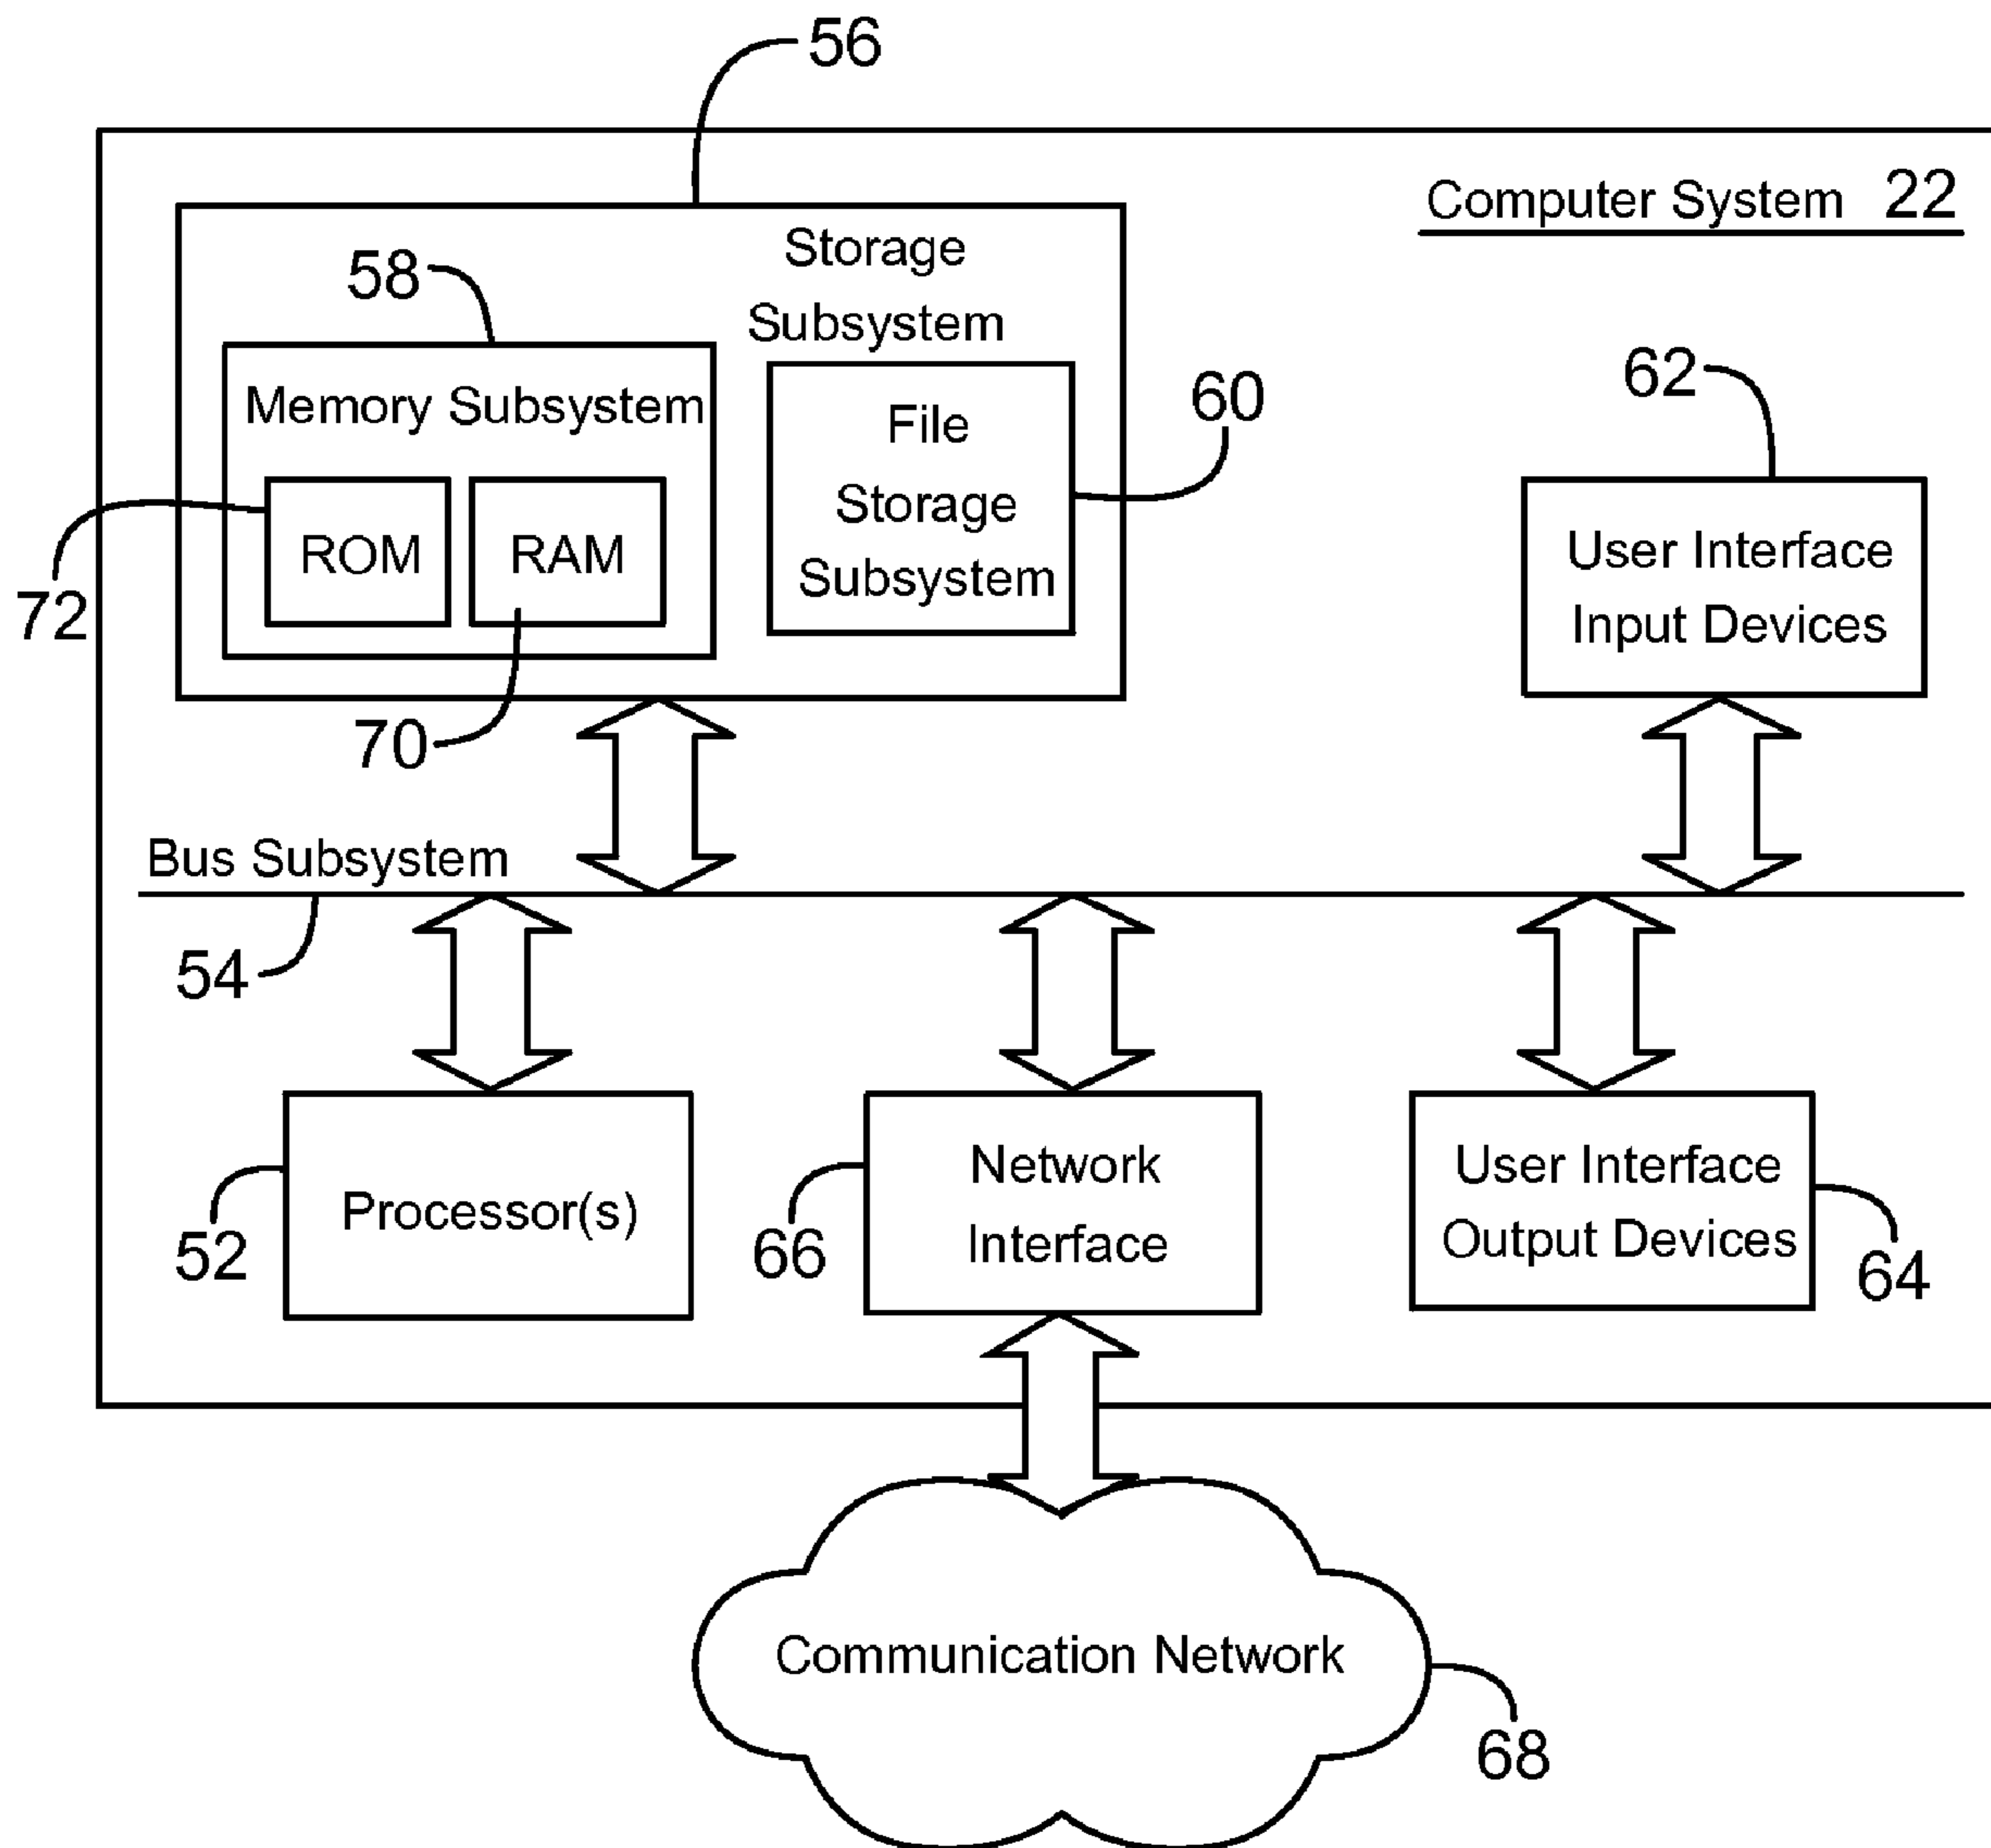 56
Computer System 22
Storage
Subsystem
58
Memory Subsystem
62
60
File
Storage
Subsystem
ROM
RAM
72
User Interface
Input Devices
70
Bus Subsystem
54
Processor(s)
52
Network
Interface
66
User Interface
Output Devices
64
Communication Network
68